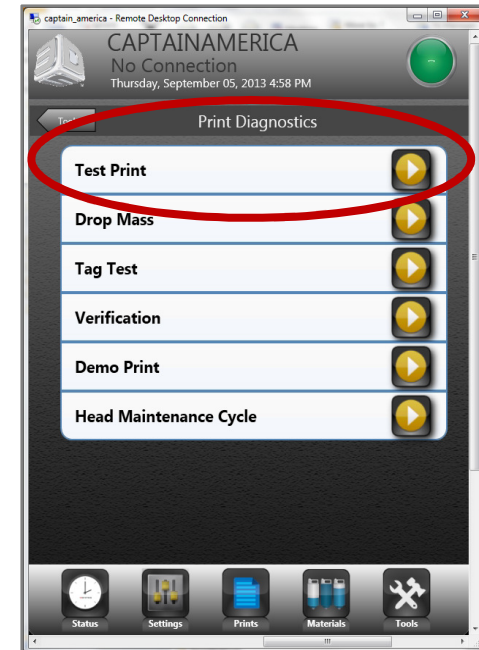 captain_america - Remote Desktop Connection
CAPTAINAMERICA
No Connection
Thursday, September 05, 2013 4:58 PM
Print Diagnostics
Test Print
Drop Mass
Tag Test
Verification
Demo Print
Head Maintenance Cycle
Status Settings Prints Materials Tools